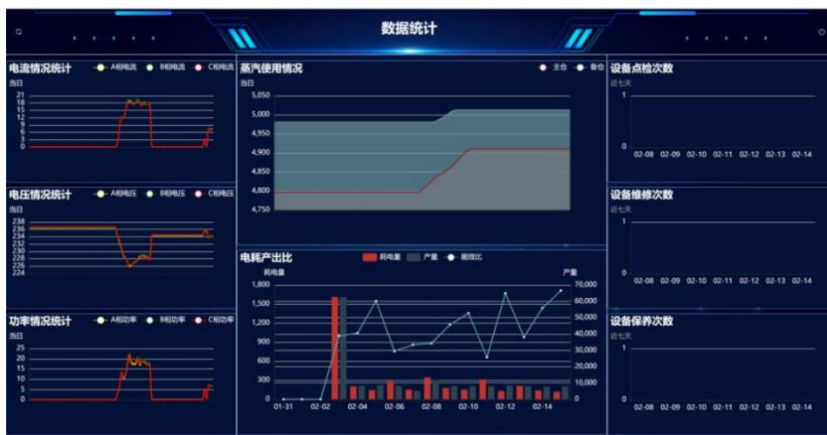 数据统计
电流情况统计
A相电流 B相电流 C相电流
当日
21
18
15
12
9
6
3
0
电压情况统计
A相电压 B相电压 C相电压
当日
238
236
234
232
230
228
226
224
功率情况统计
A相功率 B相功率 C相功率
当日
25
20
15
10
5
0
蒸汽使用情况
主仓 备仓
当日
5,050
5,000
4,950
4,900
4,850
4,800
4,750
电耗产出比
耗电量 产量 能效比
耗电量 产量
1,800
1,500
1,200
900
600
300
0
70,000
60,000
50,000
40,000
30,000
20,000
10,000
0
01-31 02-02 02-04 02-06 02-08 02-10 02-12 02-14
设备点检次数
近七天
1
0
02-08 02-09 02-10 02-11 02-12 02-13 02-14
设备维修次数
近七天
1
0
02-08 02-09 02-10 02-11 02-12 02-13 02-14
设备保养次数
近七天
1
0
02-08 02-09 02-10 02-11 02-12 02-13 02-14